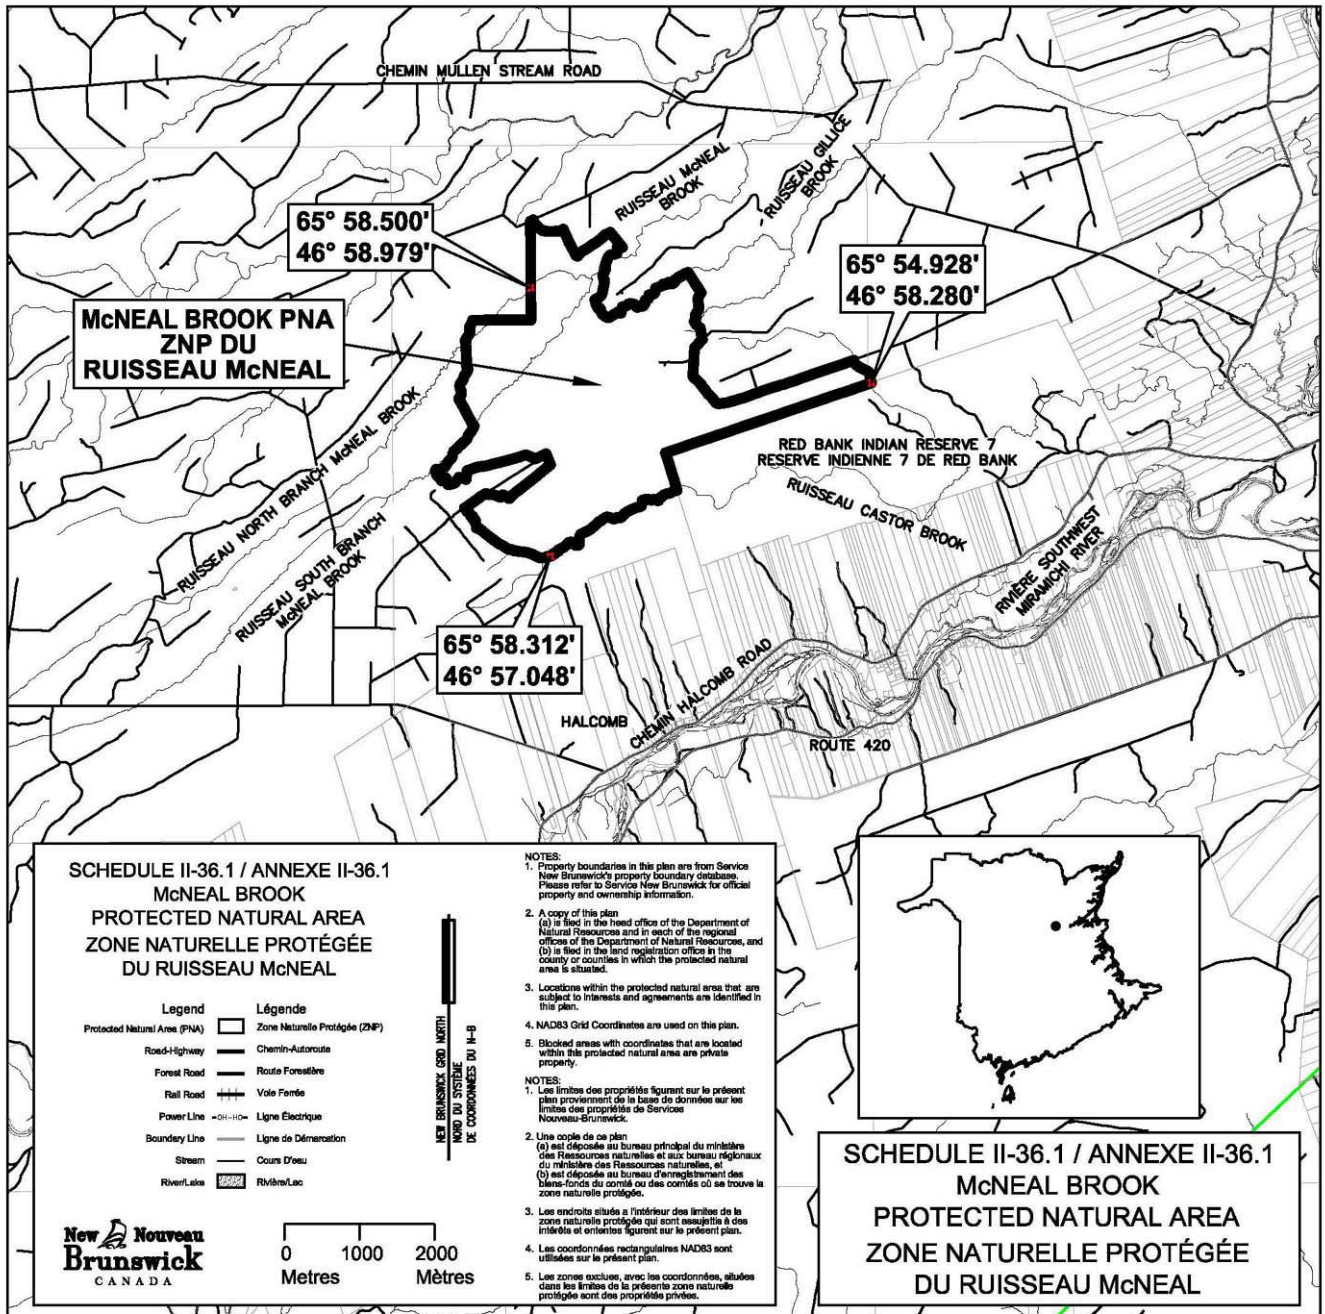 CHEMIN MULLEN STREAM ROAD
RUISSEAU McNEAL
BROOK
RUISSEAU GILLICE
BROOK
65° 58.500'
46° 58.979'
65° 54.928'
46° 58.280'
McNEAL BROOK PNA
ZNP DU
RUISSEAU McNEAL
RUISSEAU NORTH BRANCH McNEAL BROOK
RED BANK INDIAN RESERVE 7
RESERVE INDIENNE 7 DE RED BANK
RUISSEAU CASTOR BROOK
RUISSEAU SOUTH BRANCH
McNEAL BROOK
RIVIÈRE SOUTHWEST
MIRAMICHI RIVER
65° 58.312'
46° 57.048'
HALCOMB
CHEMIN HALCOMB ROAD
ROUTE 420
SCHEDULE II-36.1 / ANNEXE II-36.1
McNEAL BROOK
PROTECTED NATURAL AREA
ZONE NATURELLE PROTÉGÉE
DU RUISSEAU McNEAL
Legend Légende
Protected Natural Area (PNA) Zone Naturelle Protégée (ZNP)
Road-Highway Chemin-Autoroute
Forest Road Route Forestière
Rail Road Voie Ferrée
Power Line -OH-HO- Ligne Électrique
Boundary Line Ligne de Démarcation
Stream Cours D'eau
River/Lake Rivière/Lac
NEW BRUNSWICK GRID NORTH
NORD DU SYSTÈME
DE COORDONNÉES DU N-B
New Nouveau
Brunswick
CANADA
0 1000 2000
Metres Mètres
NOTES:
1. Property boundaries in this plan are from Service
New Brunswick's property boundary database.
Please refer to Service New Brunswick for official
property and ownership information.
2. A copy of this plan
(a) is filed in the head office of the Department of
Natural Resources and in each of the regional
offices of the Department of Natural Resources, and
(b) is filed in the land registration office in the
county or counties in which the protected natural
area is situated.
3. Locations within the protected natural area that are
subject to interests and agreements are identified in
this plan.
4. NAD83 Grid Coordinates are used on this plan.
5. Blocked areas with coordinates that are located
within this protected natural area are private
property.
NOTES:
1. Les limites des propriétés figurant sur le présent
plan proviennent de la base de données sur les
limites des propriétés de Services
Nouveau-Brunswick.
2. Une copie de ce plan
(a) est déposée au bureau principal du ministère
des Ressources naturelles et aux bureau régionaux
du ministère des Ressources naturelles, et
(b) est déposée au bureau d'enregistrement des
biens-fonds du comté ou des comtés où se trouve la
zone naturelle protégée.
3. Les endroits situés a l'intérieur des limites de la
zone naturelle protégée qui sont assujettis à des
intérêts et ententes figurent sur le présent plan.
4. Les coordonnées rectangulaires NAD83 sont
utilisées sur le présent plan.
5. Les zones exclues, avec les coordonnées, situées
dans les limites de la présente zone naturelle
protégée sont des propriétés privées.
SCHEDULE II-36.1 / ANNEXE II-36.1
McNEAL BROOK
PROTECTED NATURAL AREA
ZONE NATURELLE PROTÉGÉE
DU RUISSEAU McNEAL